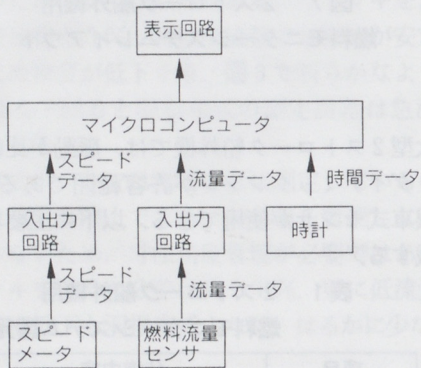 表示回路
マイクロコンピュータ
スピード
データ
流量データ
時間データ
入出力
回路
入出力
回路
時計
スピード
データ
流量データ
スピード
メータ
燃料流量
センサ